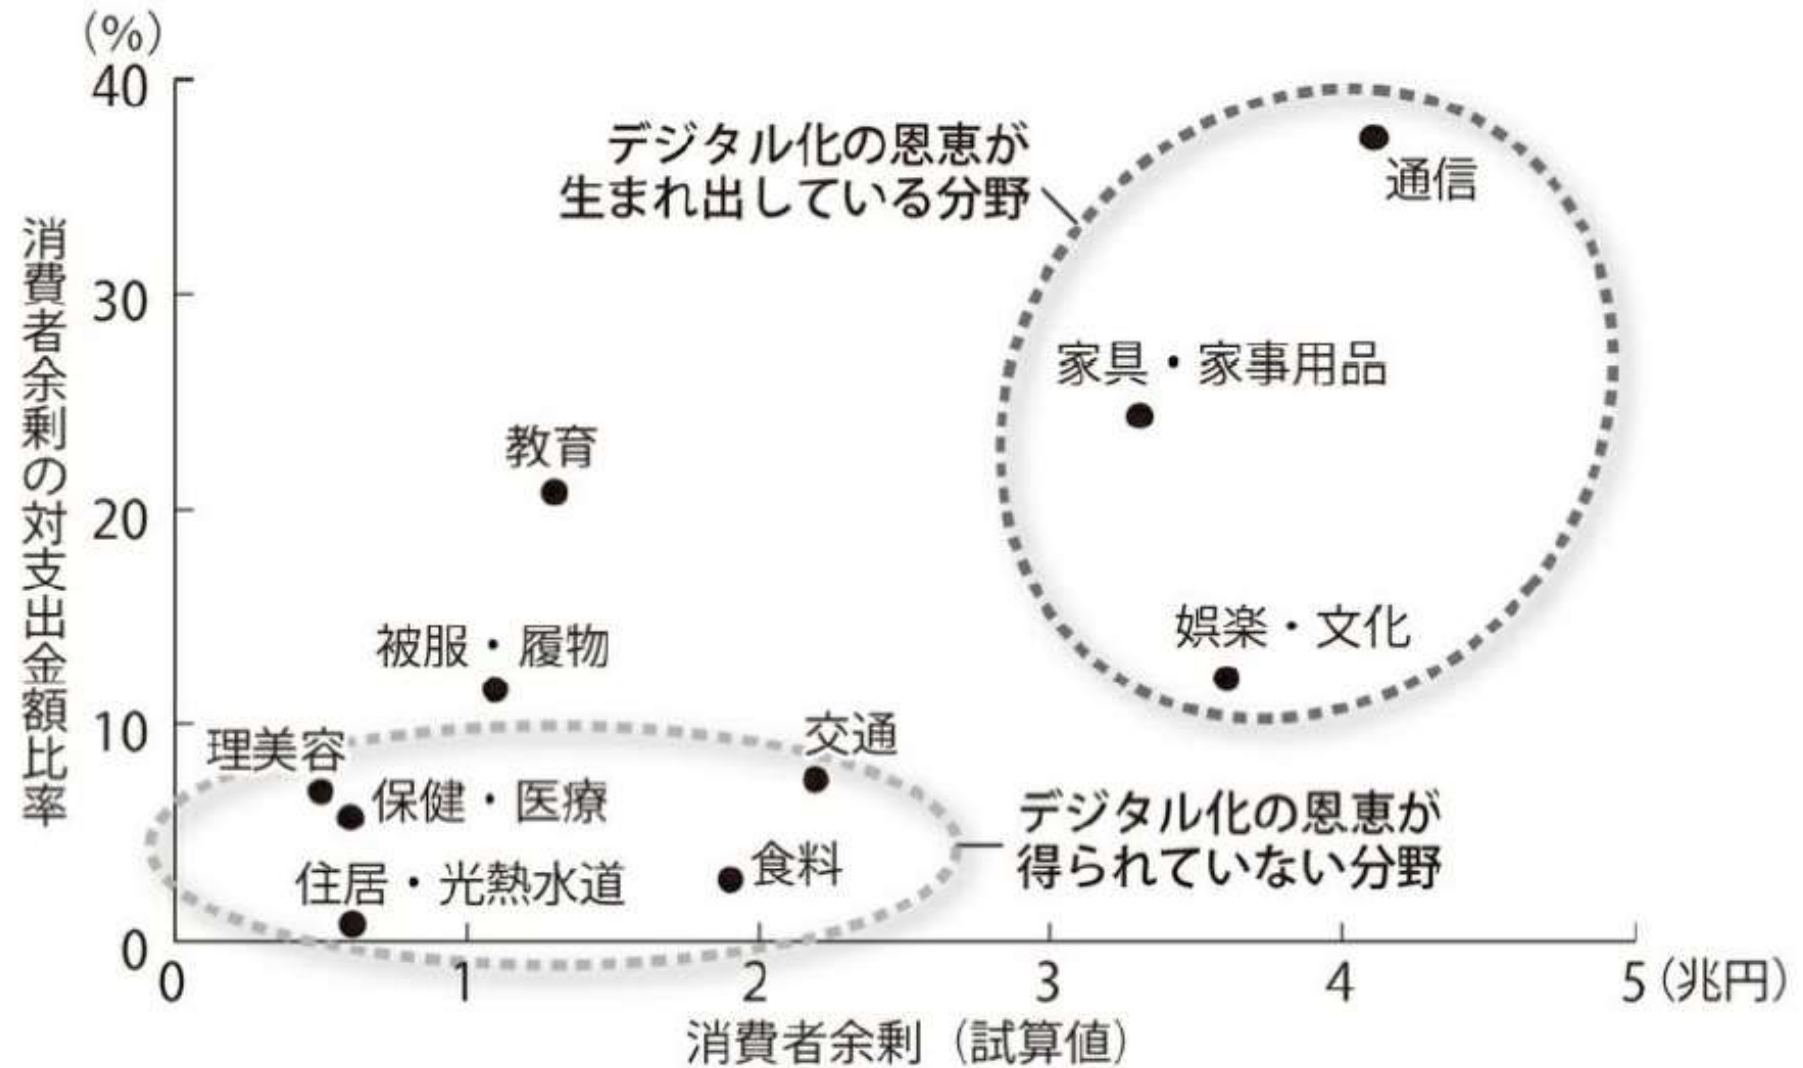 (%)
40
30
20
10
0
消費者余剰の対支出金額比率
デジタル化の恩恵が
生まれ出している分野
通信
家具・家事用品
教育
娯楽・文化
被服・履物
理美容
交通
保健・医療
食料
住居・光熱水道
デジタル化の恩恵が
得られていない分野
0 1 2 3 4 5(兆円)
消費者余剰(試算値)